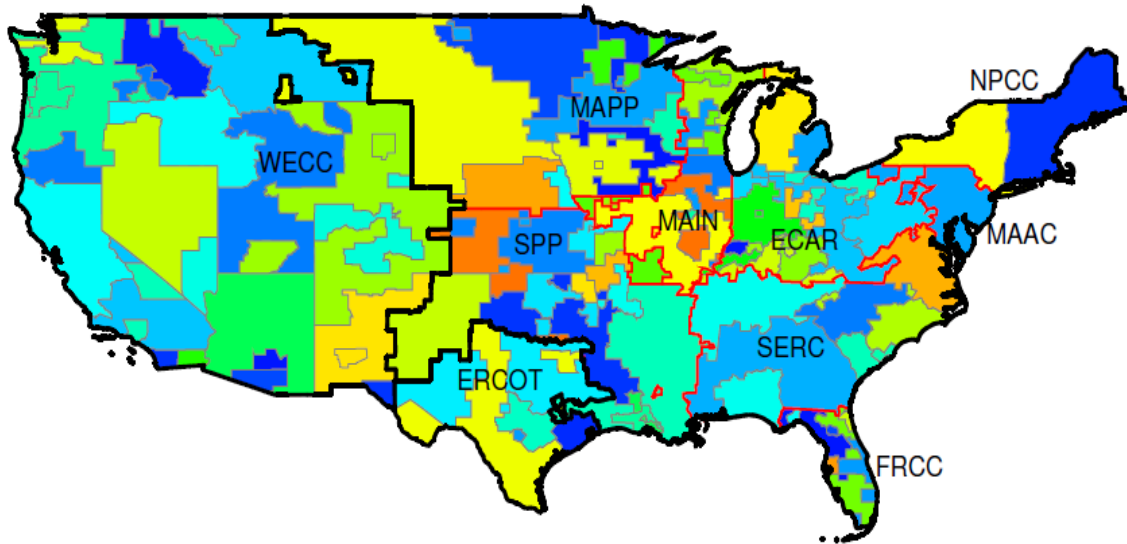 NPCC
MAPP
WECC
MAIN
MAAC
ECAR
SPP
SERC
ERCOT
FRCC